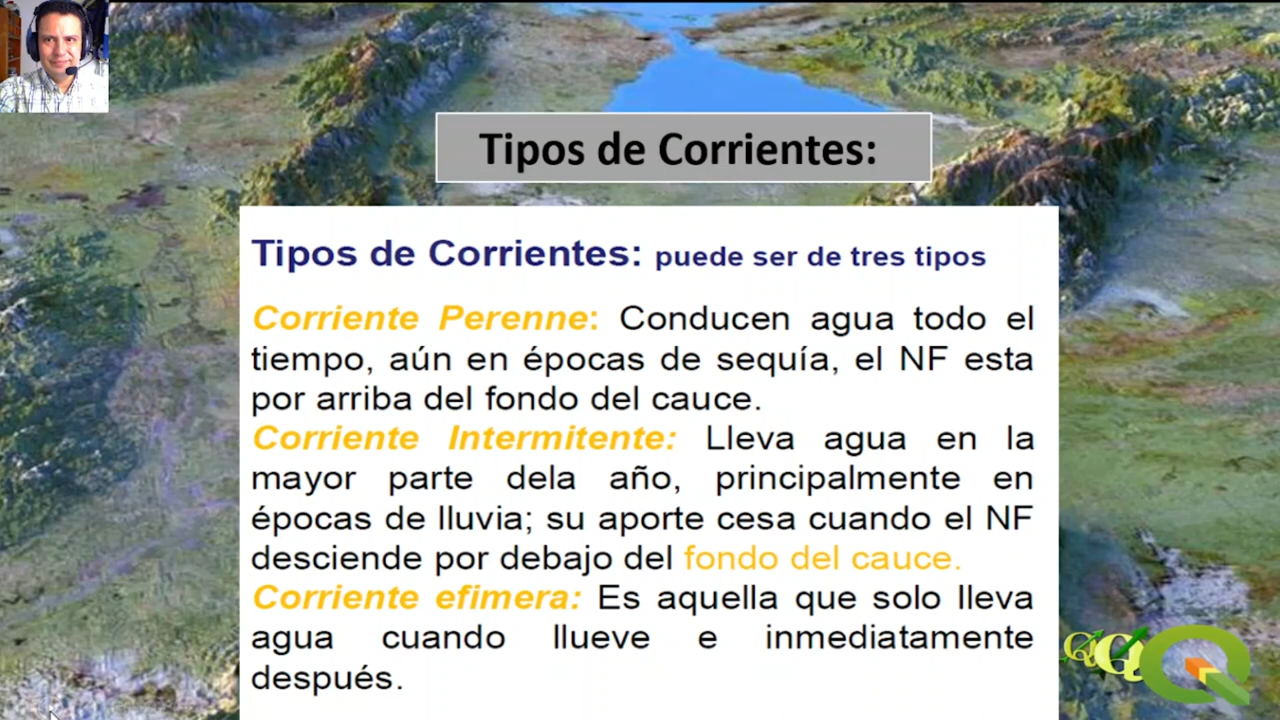 Tipos de Corrientes:
Tipos de Corrientes: puede ser de tres tipos
Corriente Perenne: Conducen agua todo el
tiempo, aún en épocas de sequía, el NF esta
por arriba del fondo del cauce.
Corriente Intermitente: Lleva agua en la
mayor parte dela año, principalmente en
épocas de lluvia; su aporte cesa cuando el NF
desciende por debajo del fondo del cauce.
Corriente efimera: Es aquella que solo lleva
agua cuando llueve e inmediatamente
después.